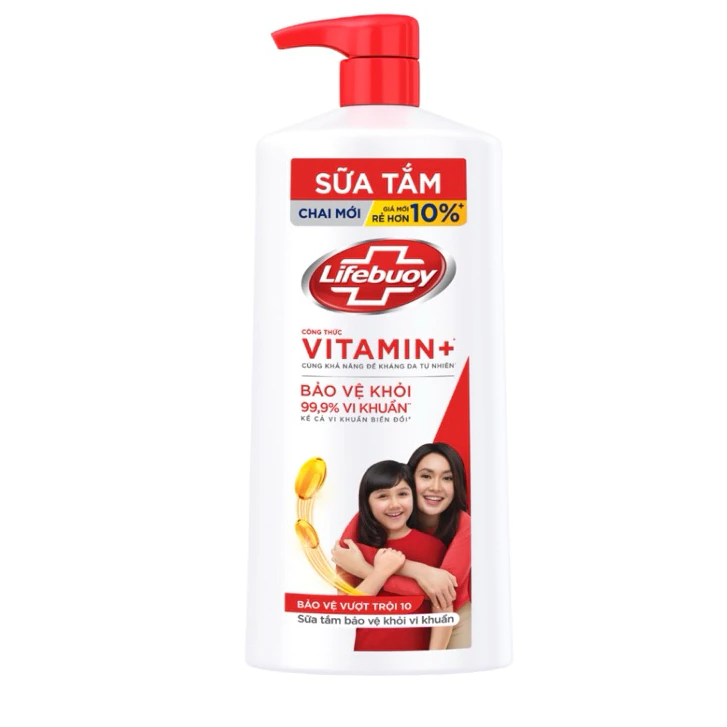 SỮA TẮM
CHAI MỚI
GIÁ MỚI
RẺ HƠN 10%+
Lifebuoy
CÔNG THỨC
VITAMIN+
CÙNG KHẢ NĂNG ĐỀ KHÁNG DA TỰ NHIÊN*
BẢO VỆ KHỎI
99,9% VI KHUẨN**
KỂ CẢ VI KHUẨN BIẾN ĐỔI*
BẢO VỆ VƯỢT TRỘI 10
Sữa tắm bảo vệ khỏi vi khuẩn